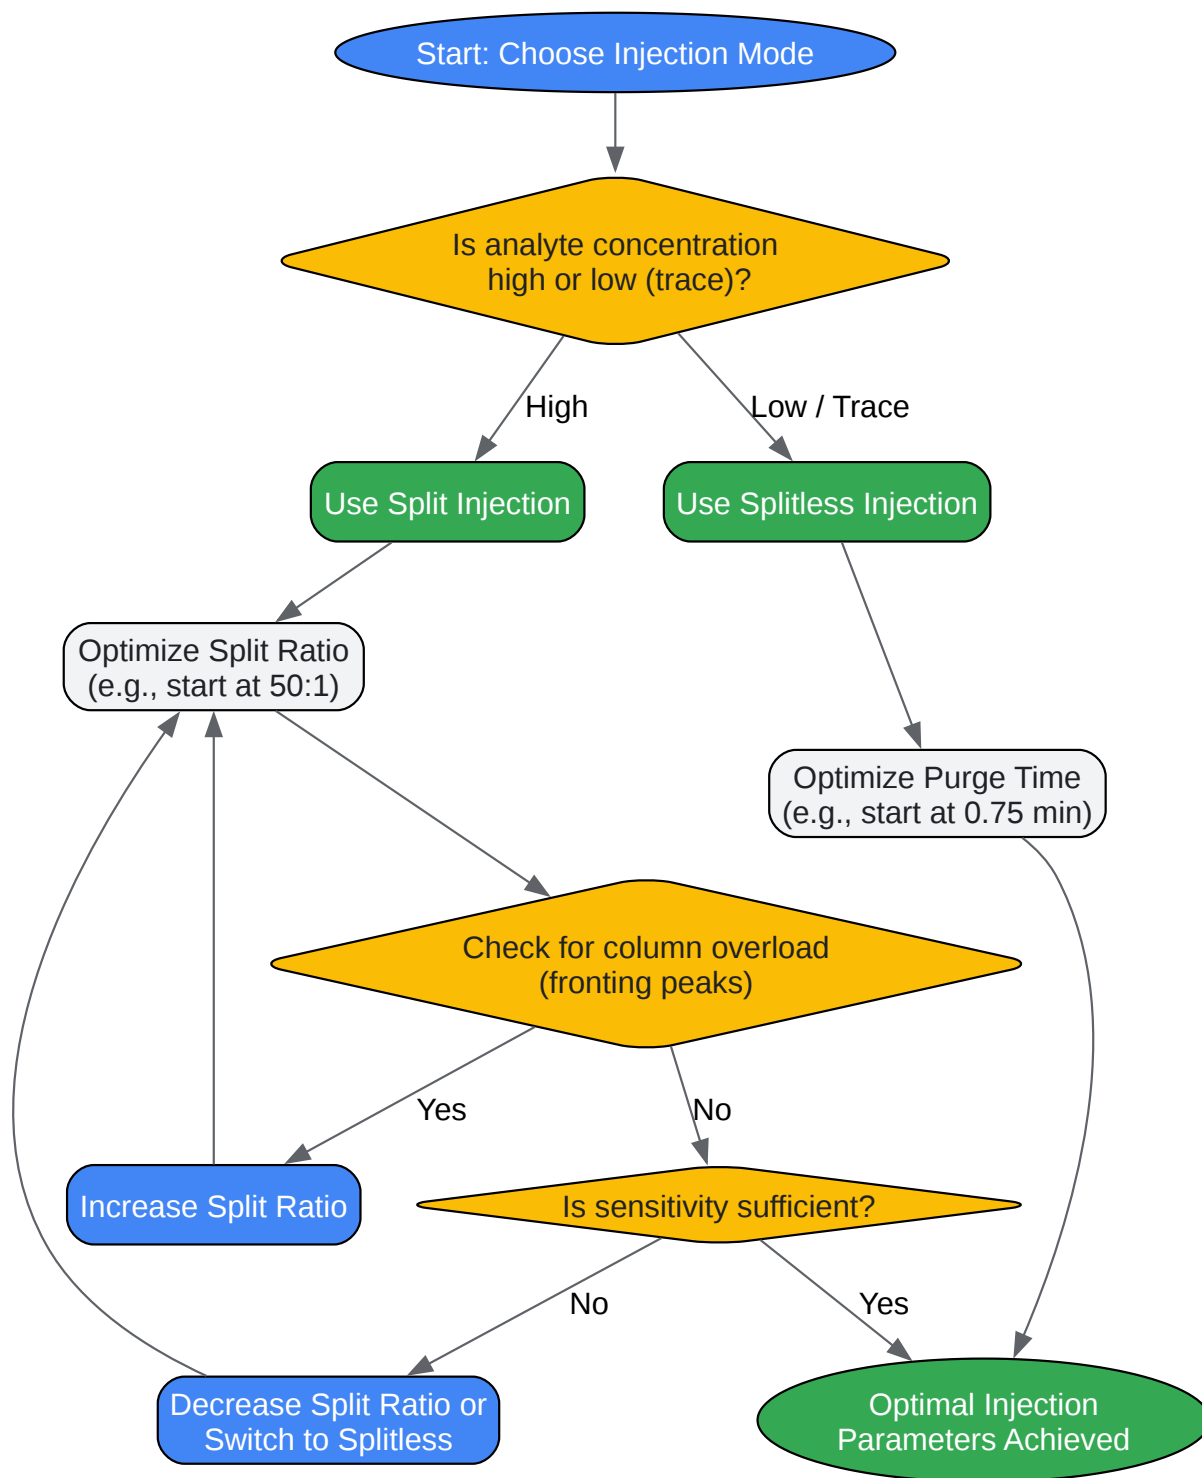 Start: Choose Injection Mode
Is analyte concentration
high or low (trace)?
High
Low / Trace
Use Split Injection
Use Splitless Injection
Optimize Split Ratio
(e.g., start at 50:1)
Optimize Purge Time
(e.g., start at 0.75 min)
Check for column overload
(fronting peaks)
Yes
No
Increase Split Ratio
Is sensitivity sufficient?
No
Yes
Decrease Split Ratio or
Switch to Splitless
Optimal Injection
Parameters Achieved